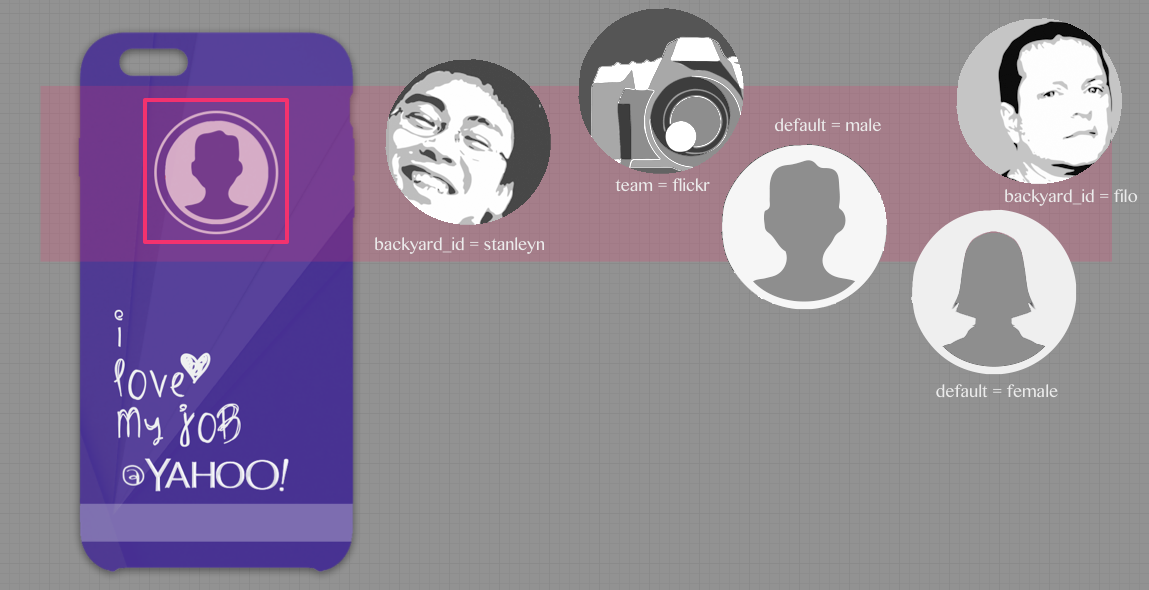 i
love
my joB
@YAHOO!
backyard_id = stanleyn
team = flickr
default = male
backyard_id = filo
default = female